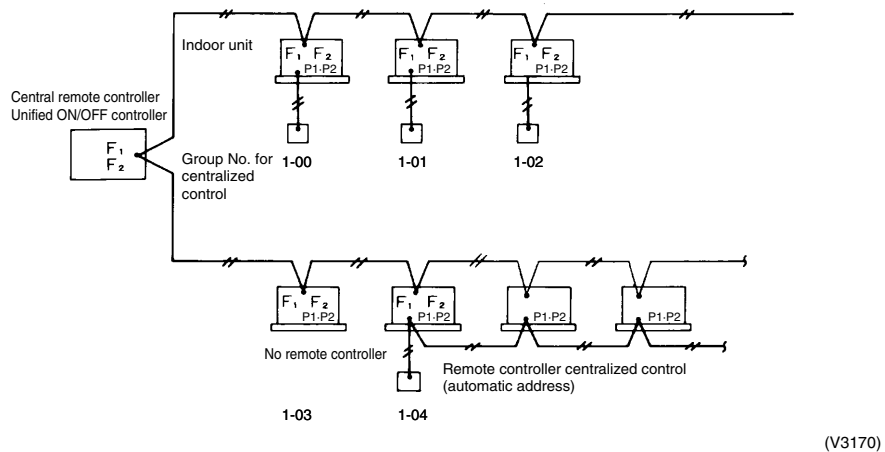 Indoor unit
F1 F2
P1·P2
F1 F2
P1·P2
F1 F2
P1·P2
Central remote controller
Unified ON/OFF controller
F1
F2
Group No. for
centralized
control
1-00
1-01
1-02
F1 F2
P1·P2
F1 F2
P1·P2
P1·P2
P1·P2
No remote controller
Remote controller centralized control
(automatic address)
1-03
1-04
(V3170)